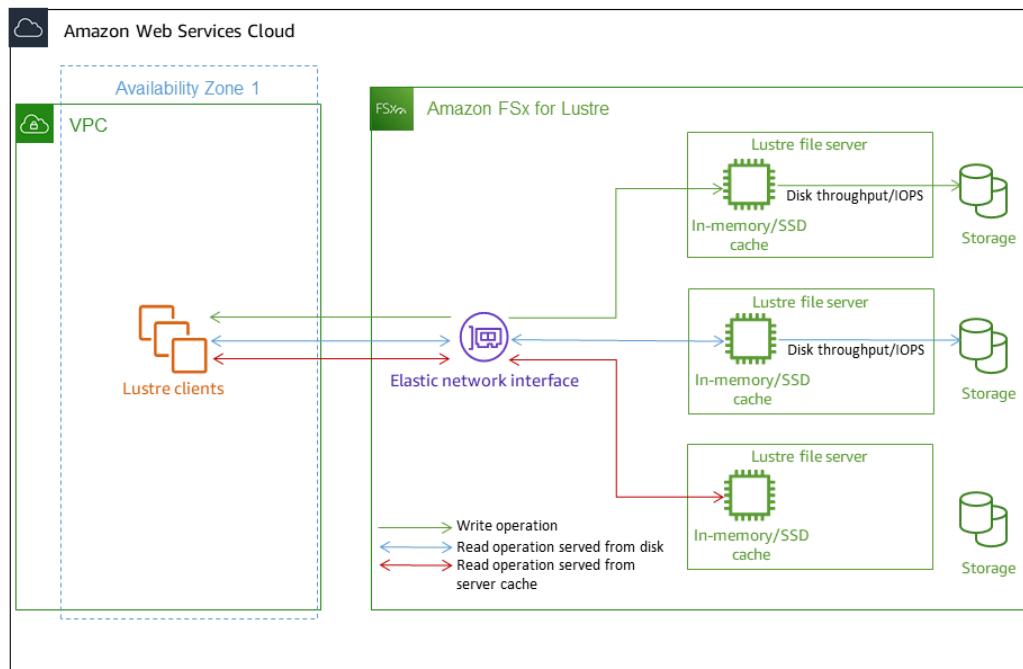 Amazon Web Services Cloud
Availability Zone 1
VPC
FSx
Amazon FSx for Lustre
Lustre file server
Disk throughput/IOPS
In-memory/SSD
cache
Storage
Lustre file server
Disk throughput/IOPS
In-memory/SSD
cache
Storage
Lustre clients
Elastic network interface
Lustre file server
In-memory/SSD
cache
Storage
Write operation
Read operation served from disk
Read operation served from
server cache